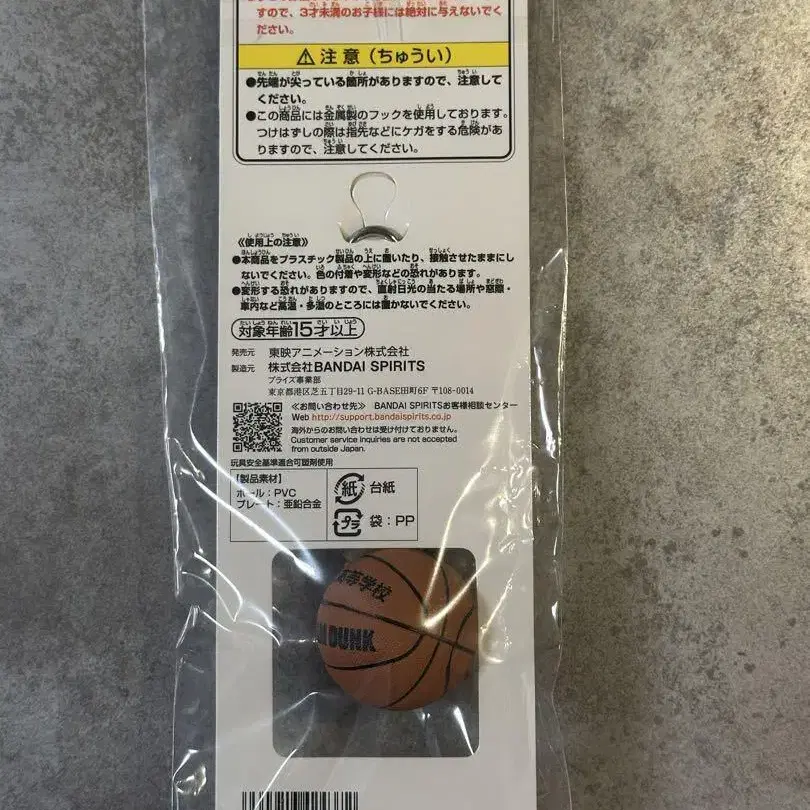 すので、3才未満のお子様には絶対に与えないでく
ださい。
⚠注意（ちゅうい）
●先端が尖っている箇所がありますので、注意して
ください。
●この商品には金属製のフックを使用しております。
つけはずしの際は指先などにケガをする危険があ
りますので、注意してください。
《使用上の注意》
●本商品をプラスチック製品の上に置いたり、接触させたままにし
ないでください。色の付着や変形などの恐れがあります。
●変形する恐れがありますので、直射日光の当たる場所や窓際・
車内など高温・多湿のところには置かないでください。
対象年齢15才以上
発売元 東映アニメーション株式会社
製造元 株式会社BANDAI SPIRITS
プライズ事業部
東京都港区芝五丁目29-11 G-BASE田町6F 〒108-0014
≪お問い合わせ先≫ BANDAI SPIRITSお客様相談センター
Web http://support.bandaispirits.co.jp
海外からのお問い合わせは受け付けておりません。
Customer service inquiries are not accepted
from outside Japan.
玩具安全基準適合可塑剤使用
【製品素材】
ボール：PVC
プレート：亜鉛合金
紙 台紙
プラ 袋：PP
等学校
DUNK